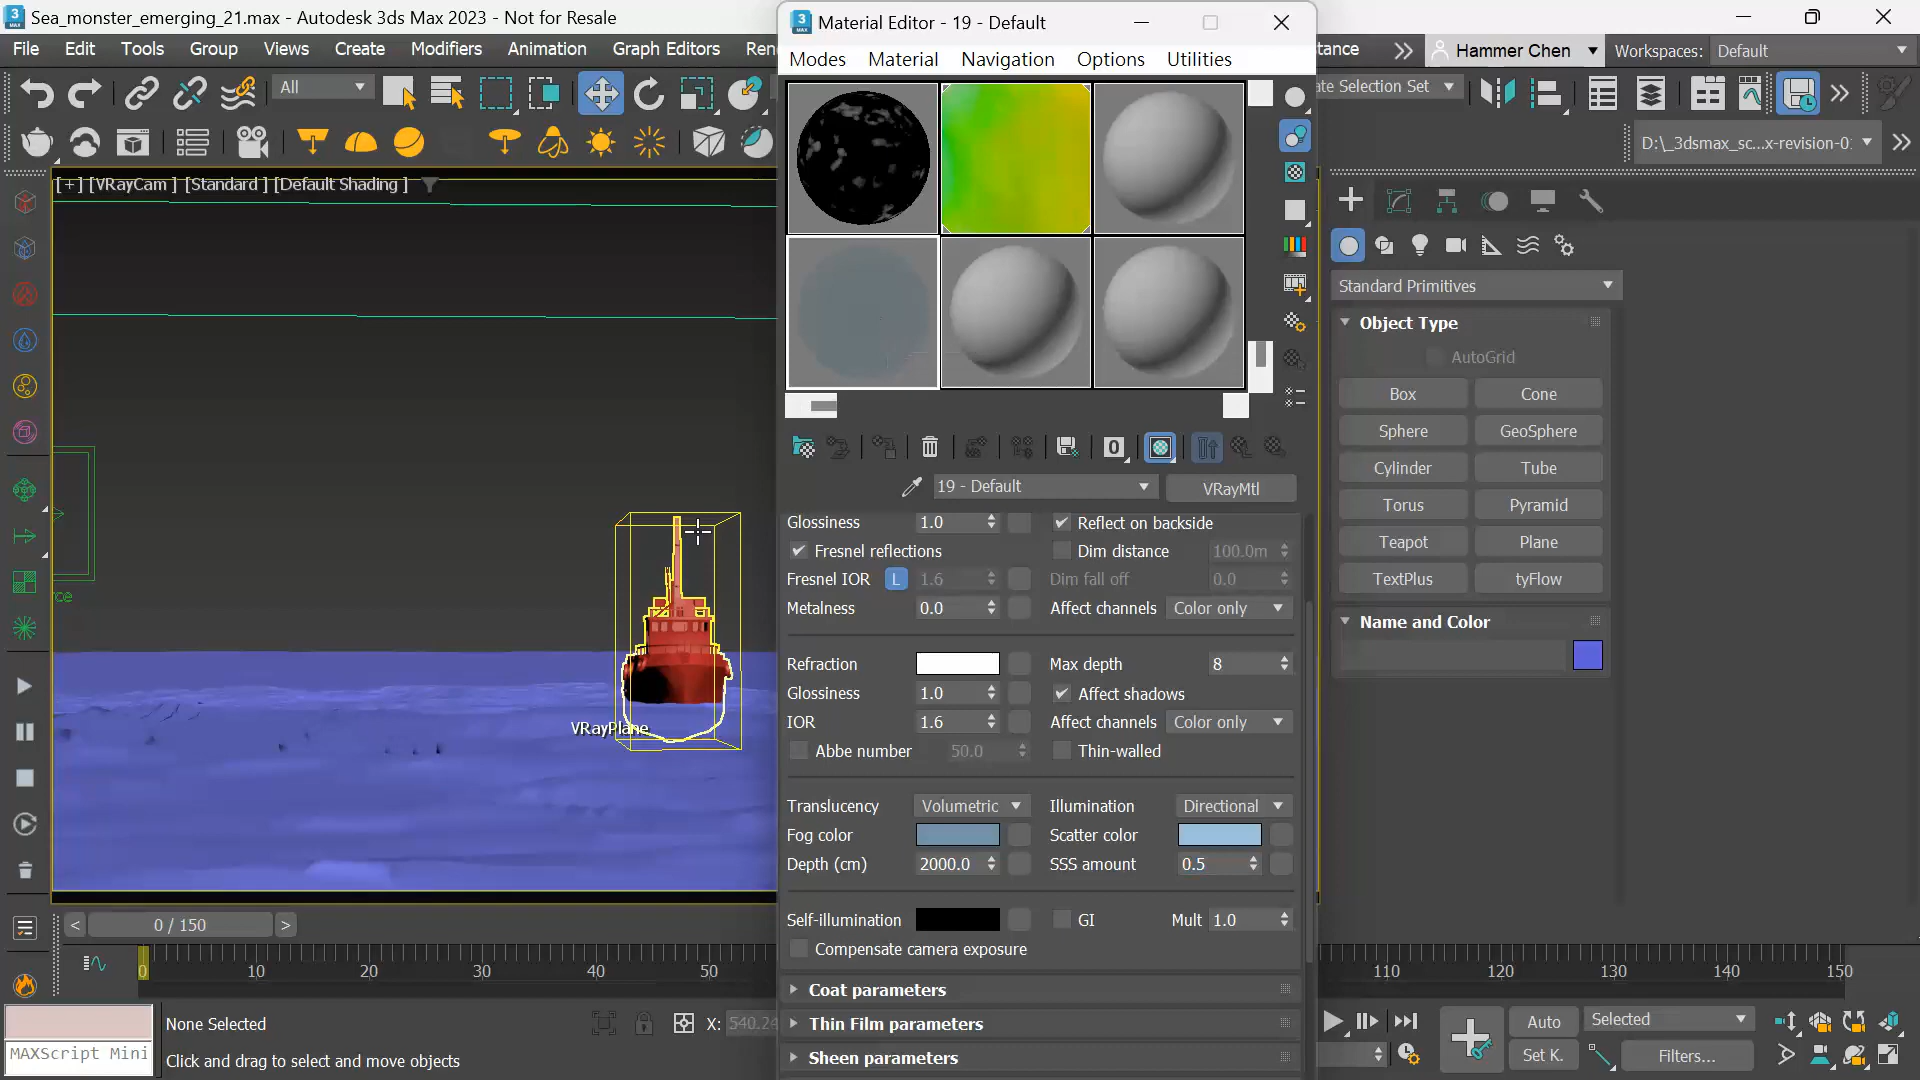 Sea_monster_emerging_21.max - Autodesk 3ds Max 2023 - Not for Resale
File Edit Tools Group Views Create Modifiers Animation Graph Editors
Hammer Chen
Workspaces: Default
All
D:\_3dsmax_sc...x-revision-0
[+] [VRayCam ] [Standard ] [Default Shading ]
VRayPlane
Material Editor - 19 - Default
Modes Material Navigation Options Utilities
19 - Default VRayMtl
Glossiness 1.0 Reflect on backside
Fresnel reflections Dim distance 100.0m
Fresnel IOR L 1.6 Dim fall off 0.0
Metalness 0.0 Affect channels Color only
Refraction Max depth 8
Glossiness 1.0 Affect shadows
IOR 1.6 Affect channels Color only
Abbe number 50.0 Thin-walled
Translucency Volumetric Illumination Directional
Fog color Scatter color
Depth (cm) 2000.0 SSS amount 0.5
Self-illumination GI Mult 1.0
Compensate camera exposure
Coat parameters
Thin Film parameters
Sheen parameters
Standard Primitives
Object Type
AutoGrid
Box Cone
Sphere GeoSphere
Cylinder Tube
Torus Pyramid
Teapot Plane
TextPlus tyFlow
Name and Color
< 0 / 150 >
0 10 20 30 40 50 110 120 130 140 150
None Selected X: 540.24
MAXScript Mini
Click and drag to select and move objects
Auto Selected
Set K. Filters...